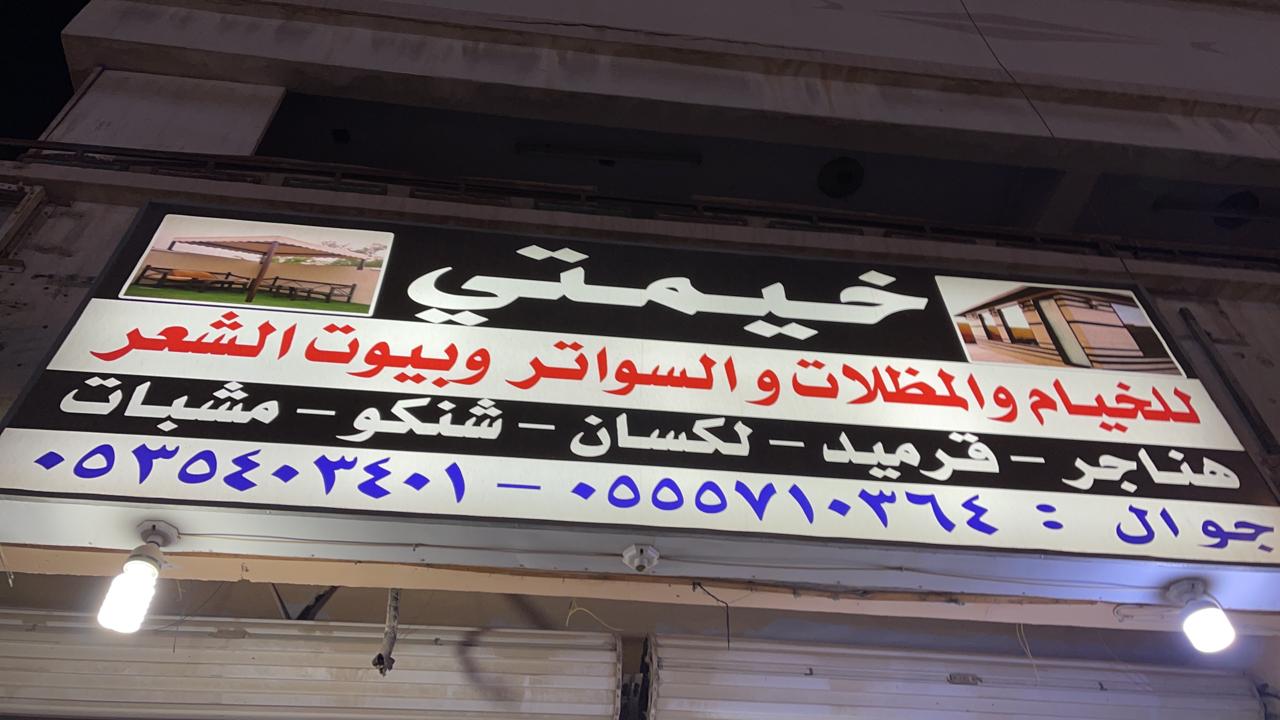 خيمتي
للخيام والمظلات و السواتر وبيوت الشعر
هناجر - قرميد - لكسان - شنكو - مشبات
جوال : ٠٥٥٥٧١٠٣٦٤ - ٠٥٣٥٤٠٣٤٠١